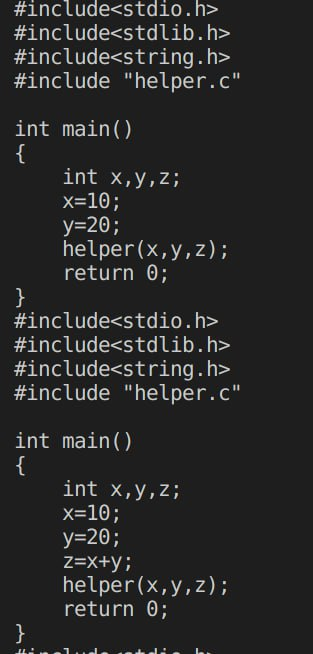 #include<stdio.h>
#include<stdlib.h>
#include<string.h>
#include "helper.c"

int main()
{
    int x,y,z;
    x=10;
    y=20;
    helper(x,y,z);
    return 0;
}
#include<stdio.h>
#include<stdlib.h>
#include<string.h>
#include "helper.c"

int main()
{
    int x,y,z;
    x=10;
    y=20;
    z=x+y;
    helper(x,y,z);
    return 0;
}